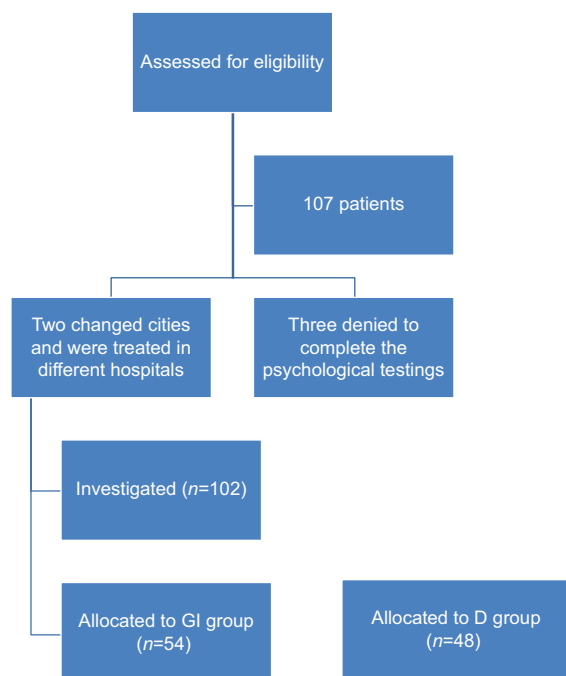 Assessed for eligibility
107 patients
Two changed cities
and were treated in
different hospitals
Three denied to
complete the
psychological testings
Investigated (n=102)
Allocated to GI group
(n=54)
Allocated to D group
(n=48)